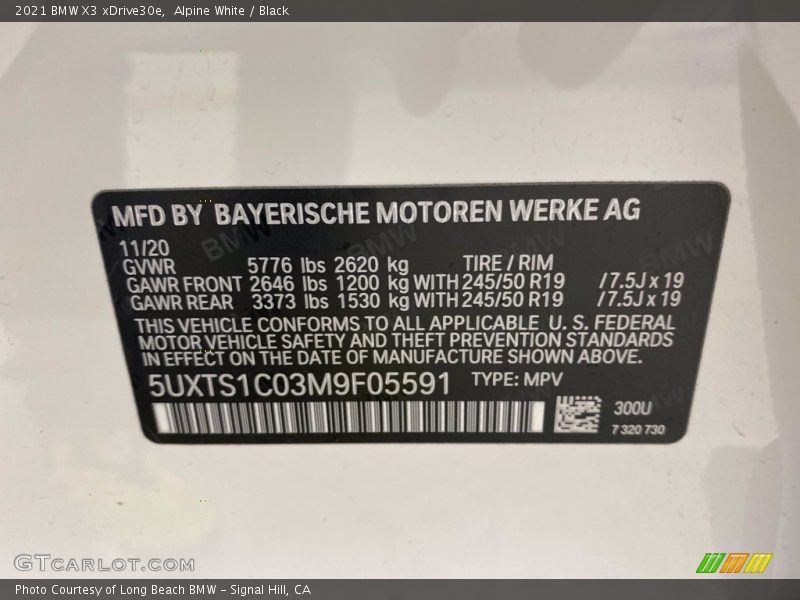 2021 BMW X3 xDrive30e, Alpine White / Black
MFD BY BAYERISCHE MOTOREN WERKE AG
11/20
GVWR 5776 lbs 2620 kg TIRE / RIM
GAWR FRONT 2646 lbs 1200 kg WITH 245/50 R19 / 7.5J x 19
GAWR REAR 3373 lbs 1530 kg WITH 245/50 R19 / 7.5J x 19
THIS VEHICLE CONFORMS TO ALL APPLICABLE U. S. FEDERAL
MOTOR VEHICLE SAFETY AND THEFT PREVENTION STANDARDS
IN EFFECT ON THE DATE OF MANUFACTURE SHOWN ABOVE.
5UXTS1C03M9F05591 TYPE: MPV
300U
7 320 730
GTCARLOT.COM
Photo Courtesy of Long Beach BMW – Signal Hill, CA